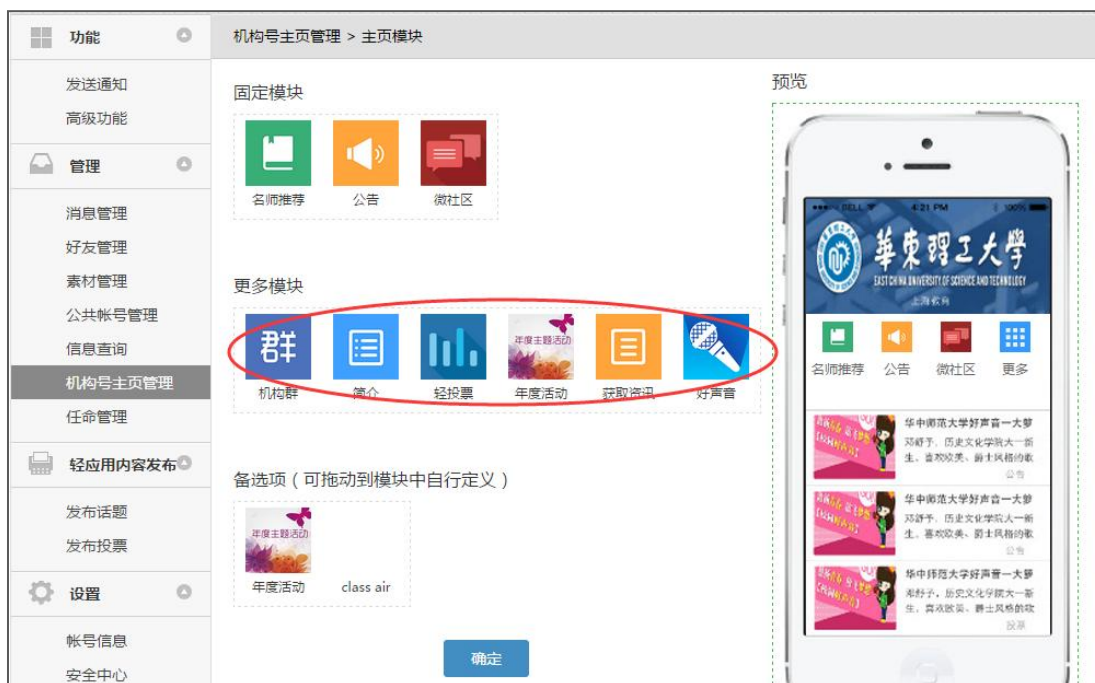 功能
发送通知
高级功能
管理
消息管理
好友管理
素材管理
公共帐号管理
信息查询
机构号主页管理
任命管理
轻应用内容发布
发布话题
发布投票
设置
帐号信息
安全中心
机构号主页管理 > 主页模块
固定模块
名师推荐 公告 微社区
更多模块
群
年度主题活动
机构群 简介 轻投票 年度活动 获取资讯 好声音
备选项（可拖动到模块中自行定义）
年度主题活动
年度活动 class air
确定
预览
BELL 4:21 PM 100%
華東理工大學
EAST CHINA UNIVERSITY OF SCIENCE AND TECHNOLOGY
上海教育
名师推荐 公告 微社区 更多
华中师范大学好声音一大萝
邓舒予，历史文化学院大一新
生，喜欢欧美、爵士风格的歌
公告
华中师范大学好声音一大萝
邓舒予，历史文化学院大一新
生，喜欢欧美、爵士风格的歌
公告
华中师范大学好声音一大萝
邓舒予，历史文化学院大一新
生，喜欢欧美、爵士风格的歌
投票